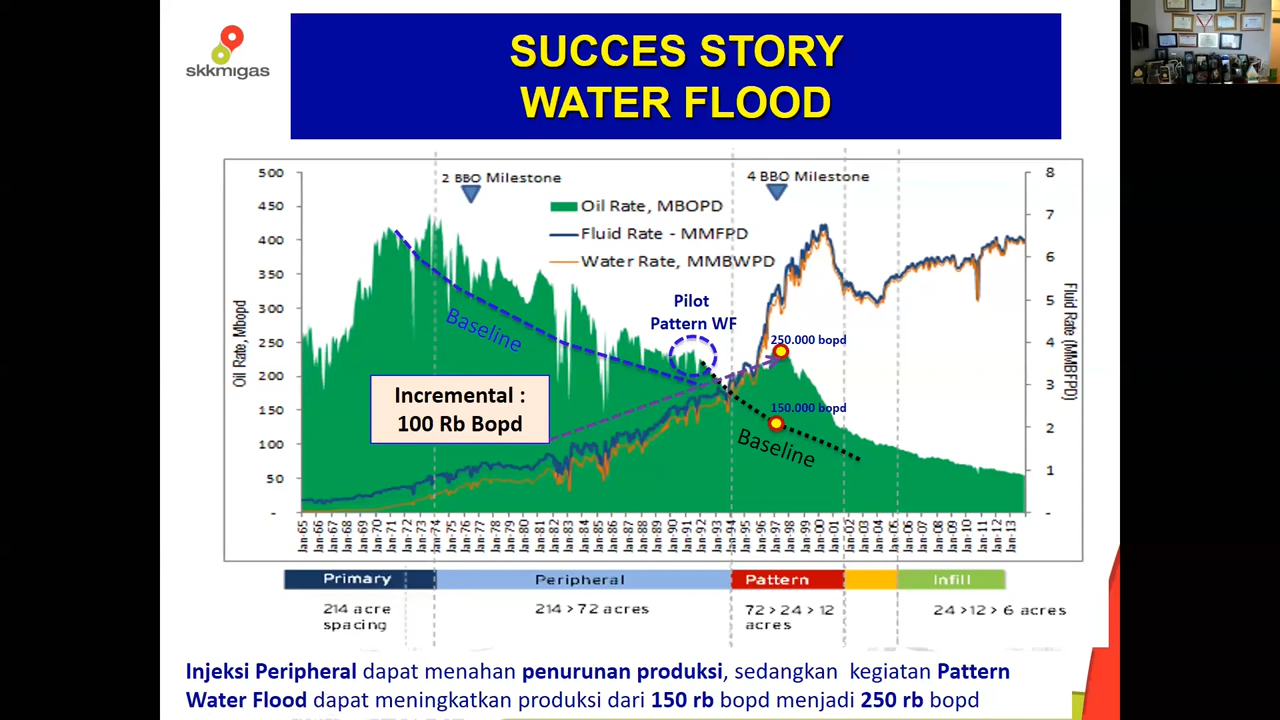 skkmigas
SUCCES STORY
WATER FLOOD
2 BBO Milestone
4 BBO Milestone
Oil Rate, MBOPD
Fluid Rate - MMFPD
Water Rate, MMBWPD
500
450
400
350
300
250
200
150
100
50
-
Oil Rate, Mbopd
8
7
6
5
4
3
2
1
-
Fluid Rate (MMBFPD)
Baseline
Pilot
Pattern WF
250.000 bopd
150.000 bopd
Baseline
Incremental :
100 Rb Bopd
Jan-65
Jan-66
Jan-67
Jan-68
Jan-69
Jan-70
Jan-71
Jan-72
Jan-73
Jan-74
Jan-75
Jan-76
Jan-77
Jan-78
Jan-79
Jan-80
Jan-81
Jan-82
Jan-83
Jan-84
Jan-85
Jan-86
Jan-87
Jan-88
Jan-89
Jan-90
Jan-91
Jan-92
Jan-93
Jan-94
Jan-95
Jan-96
Jan-97
Jan-98
Jan-99
Jan-00
Jan-01
Jan-02
Jan-03
Jan-04
Jan-05
Jan-06
Jan-07
Jan-08
Jan-09
Jan-10
Jan-11
Jan-12
Jan-13
Primary
Peripheral
Pattern
Infill
214 acre
spacing
214 > 72 acres
72 > 24 > 12
acres
24 >12 > 6 acres
Injeksi Peripheral dapat menahan penurunan produksi, sedangkan kegiatan Pattern
Water Flood dapat meningkatkan produksi dari 150 rb bopd menjadi 250 rb bopd